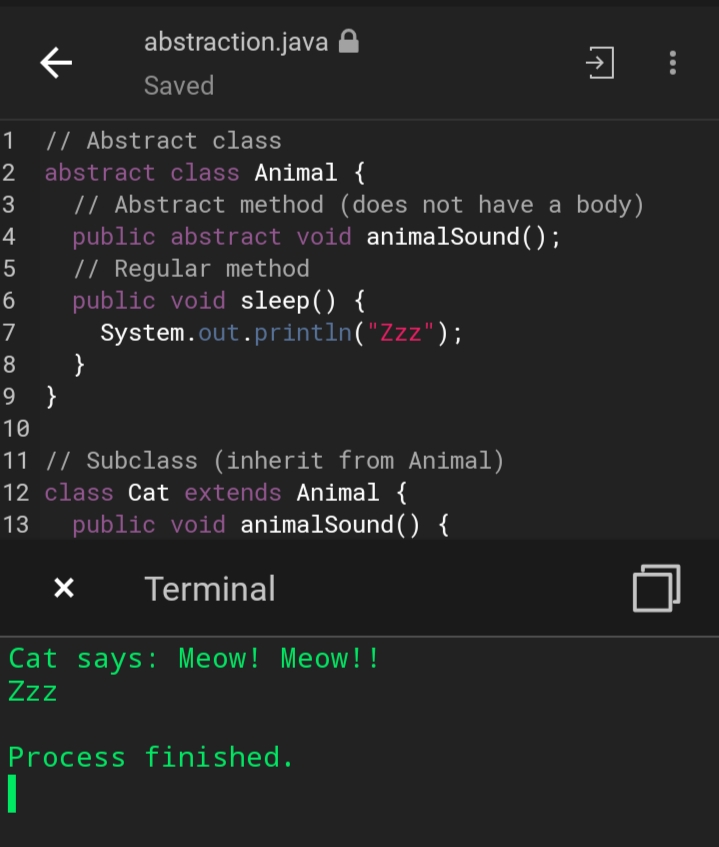 abstraction.java
Saved
1 // Abstract class
2 abstract class Animal {
3   // Abstract method (does not have a body)
4   public abstract void animalSound();
5   // Regular method
6   public void sleep() {
7     System.out.println("Zzz");
8   }
9 }
10
11 // Subclass (inherit from Animal)
12 class Cat extends Animal {
13   public void animalSound() {
Terminal
Cat says: Meow! Meow!!
Zzz
Process finished.